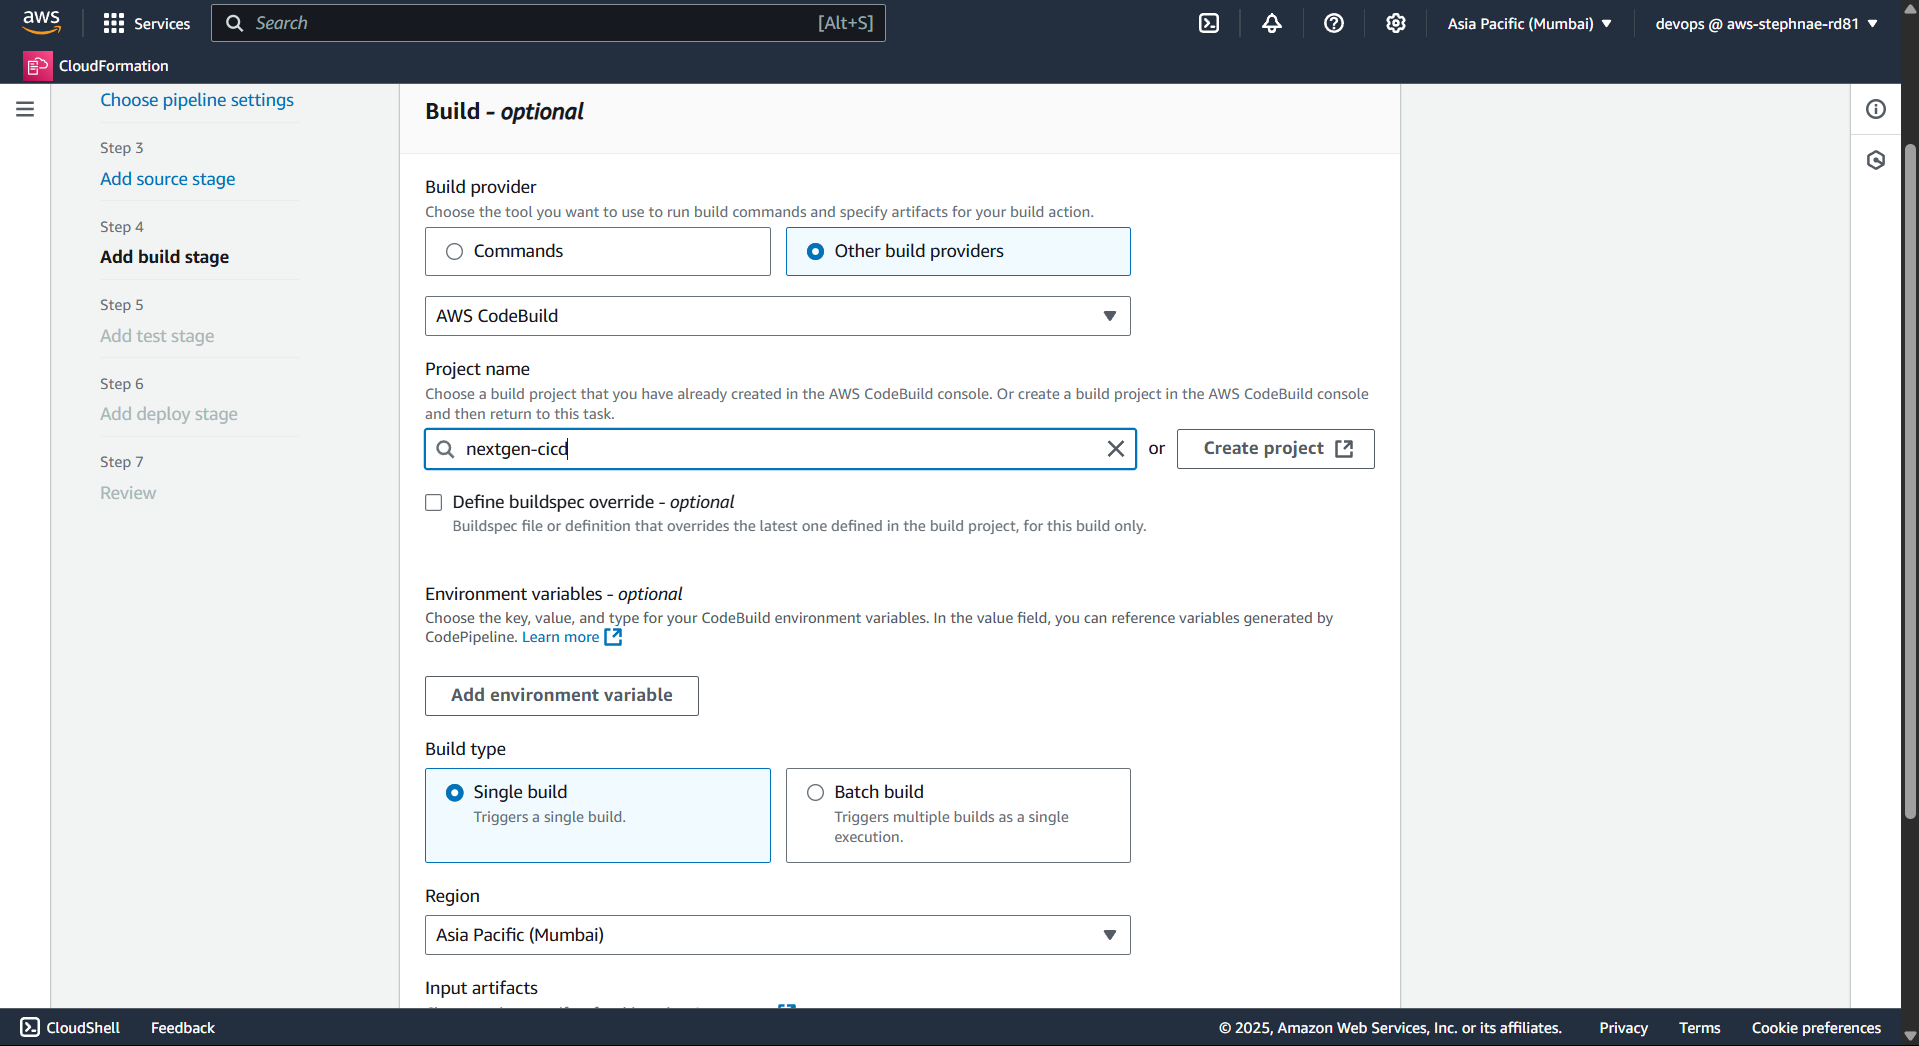 aws
Services
Search
[Alt+S]
Asia Pacific (Mumbai)
devops @ aws-stephnae-rd81
CloudFormation
Choose pipeline settings
Step 3
Add source stage
Step 4
Add build stage
Step 5
Add test stage
Step 6
Add deploy stage
Step 7
Review
Build - optional
Build provider
Choose the tool you want to use to run build commands and specify artifacts for your build action.
Commands
Other build providers
AWS CodeBuild
Project name
Choose a build project that you have already created in the AWS CodeBuild console. Or create a build project in the AWS CodeBuild console
and then return to this task.
nextgen-cicd
or
Create project
Define buildspec override - optional
Buildspec file or definition that overrides the latest one defined in the build project, for this build only.
Environment variables - optional
Choose the key, value, and type for your CodeBuild environment variables. In the value field, you can reference variables generated by
CodePipeline. Learn more
Add environment variable
Build type
Single build
Triggers a single build.
Batch build
Triggers multiple builds as a single
execution.
Region
Asia Pacific (Mumbai)
Input artifacts
CloudShell
Feedback
© 2025, Amazon Web Services, Inc. or its affiliates.
Privacy
Terms
Cookie preferences